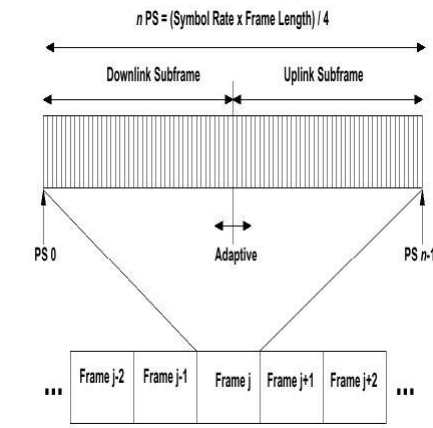 n PS = (Symbol Rate x Frame Length) / 4
Downlink Subframe Uplink Subframe
PS 0 Adaptive PS n-1
... Frame j-2 Frame j-1 Frame j Frame j+1 Frame j+2 ...